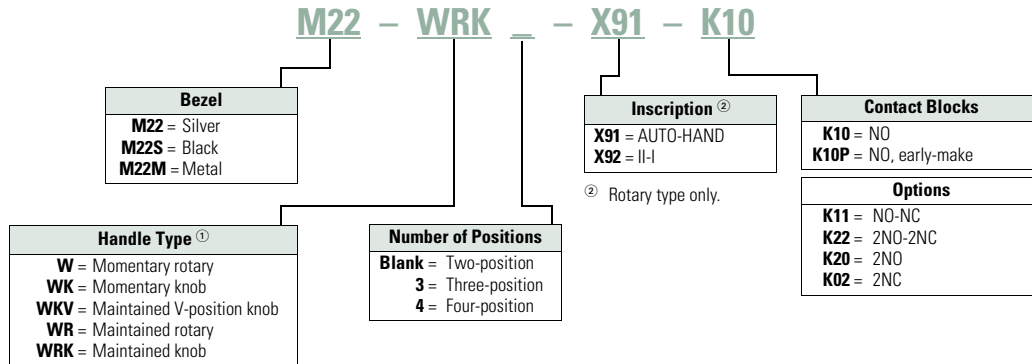 M22 – WRK _ – X91 – K10
Bezel
M22 = Silver
M22S = Black
M22M = Metal
Inscription ②
X91 = AUTO-HAND
X92 = II-I
② Rotary type only.
Contact Blocks
K10 = NO
K10P = NO, early-make
Options
K11 = NO-NC
K22 = 2NO-2NC
K20 = 2NO
K02 = 2NC
Handle Type ①
W = Momentary rotary
WK = Momentary knob
WKV = Maintained V-position knob
WR = Maintained rotary
WRK = Maintained knob
Number of Positions
Blank = Two-position
3 = Three-position
4 = Four-position